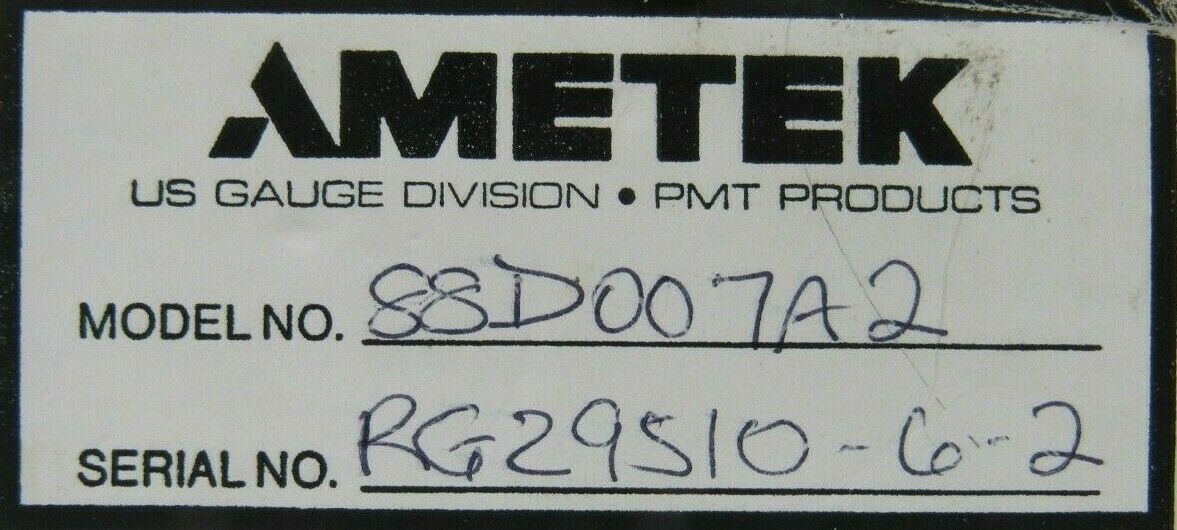 AMETEK
US GAUGE DIVISION • PMT PRODUCTS
MODEL NO. 88D007A2
SERIAL NO. RG29510-6-2